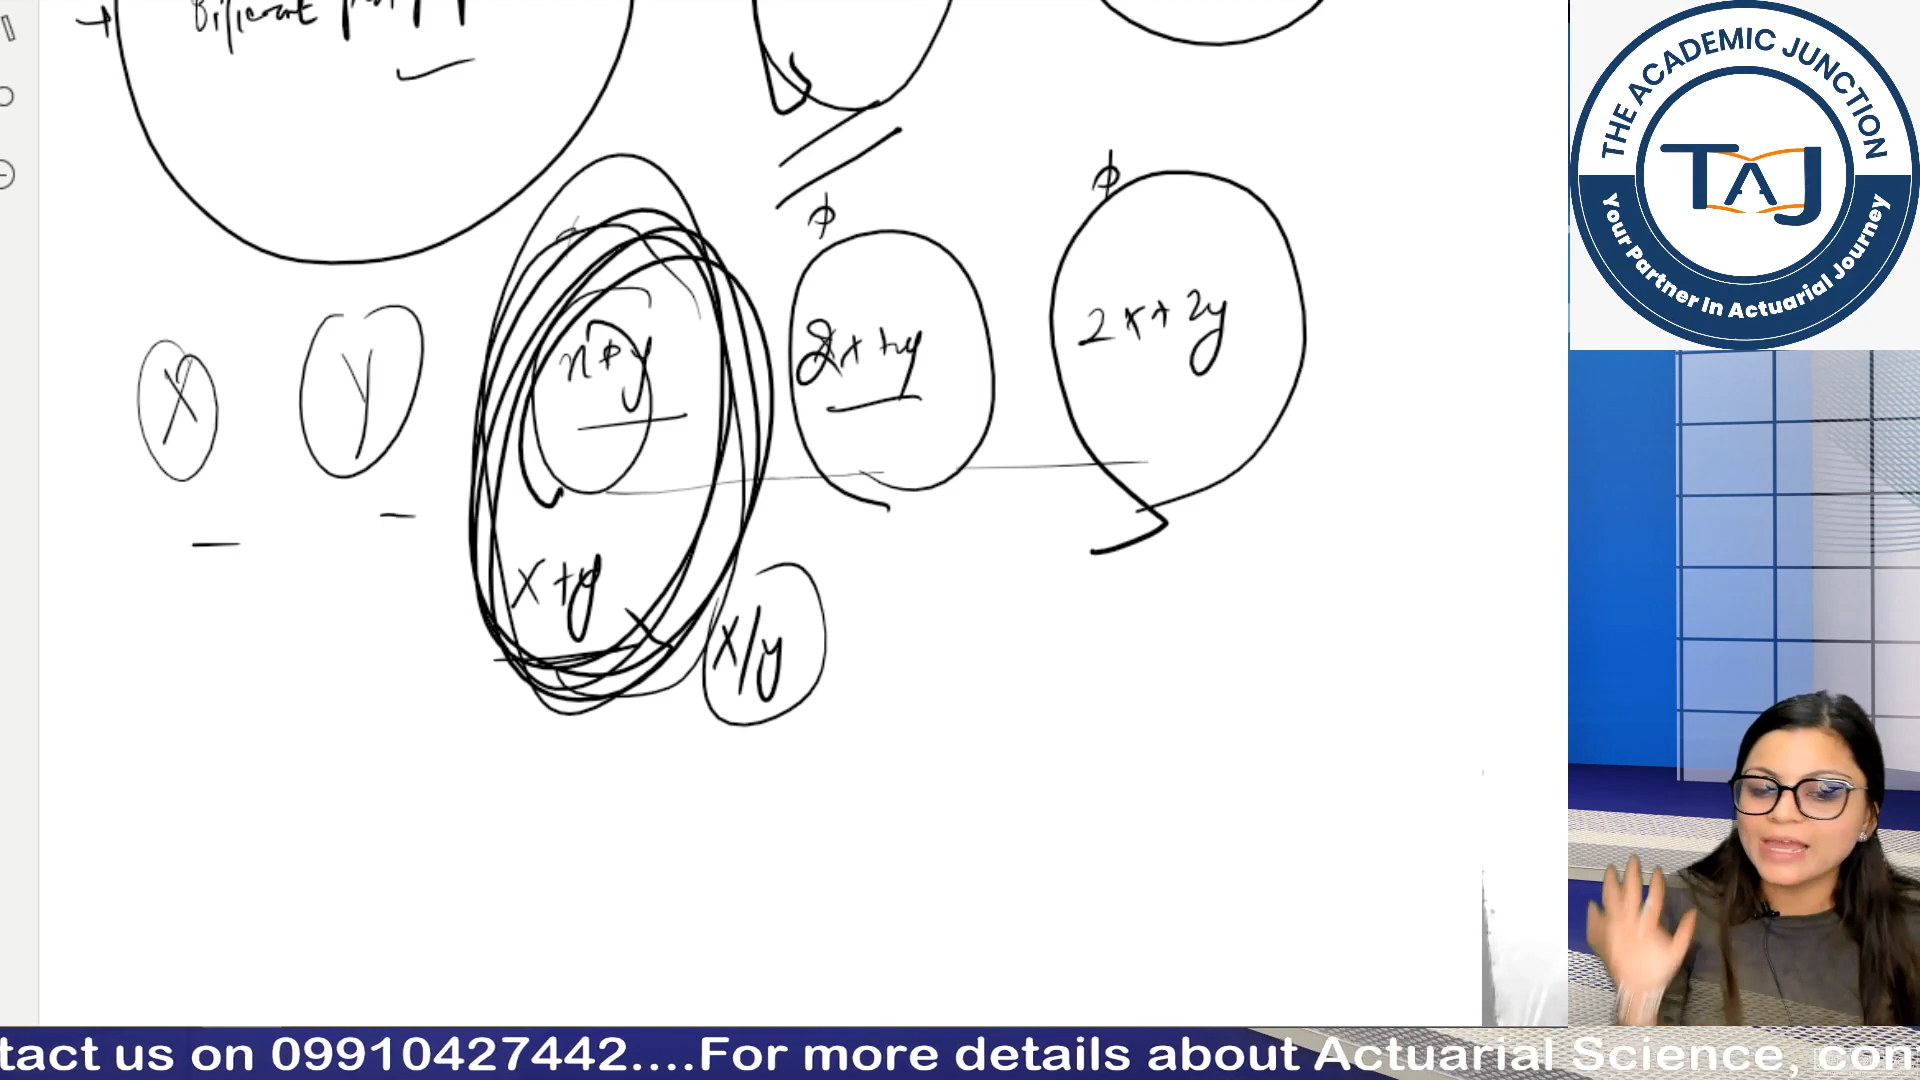 ϕ
ϕ
X
y
x+y
2x+y
2x+2y
x+y
x/y
THE ACADEMIC JUNCTION
TAJ
Your Partner In Actuarial Journey
tact us on 09910427442....For more details about Actuarial Science, con